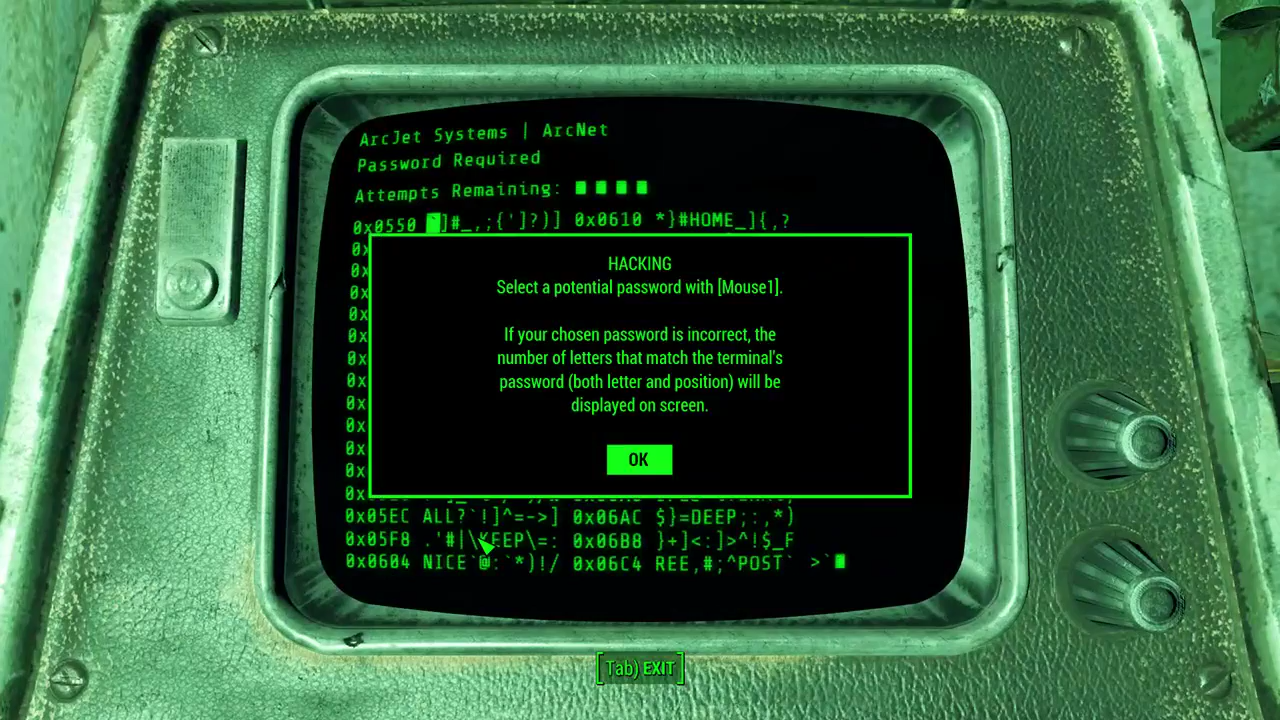 ArcJet Systems | ArcNet
Password Required
Attempts Remaining: ■ ■ ■ ■
0x0550 `]#_,;{']?)] 0x0610 *}#HOME_]{,?
HACKING
Select a potential password with [Mouse1].
If your chosen password is incorrect, the
number of letters that match the terminal's
password (both letter and position) will be
displayed on screen.
OK
0x05EC ALL?`!]^=->] 0x06AC $}=DEEP;:,*)
0x05F8 .'#|\KEEP\=: 0x06B8 }+]<:]>^!$_F
0x0604 NICE`@:`*)!/ 0x06C4 REE,#;^POST` >`■
[Tab) EXIT]